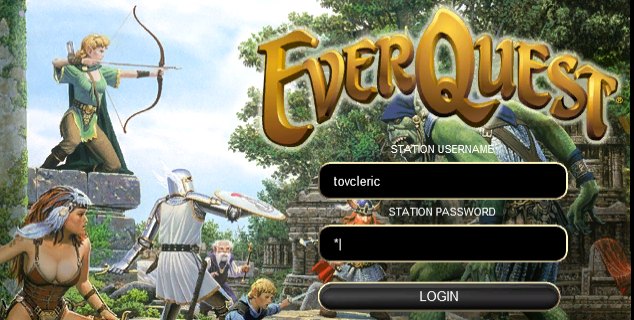 EverQuest®
STATION USERNAME
tovcleric
STATION PASSWORD
*|
LOGIN